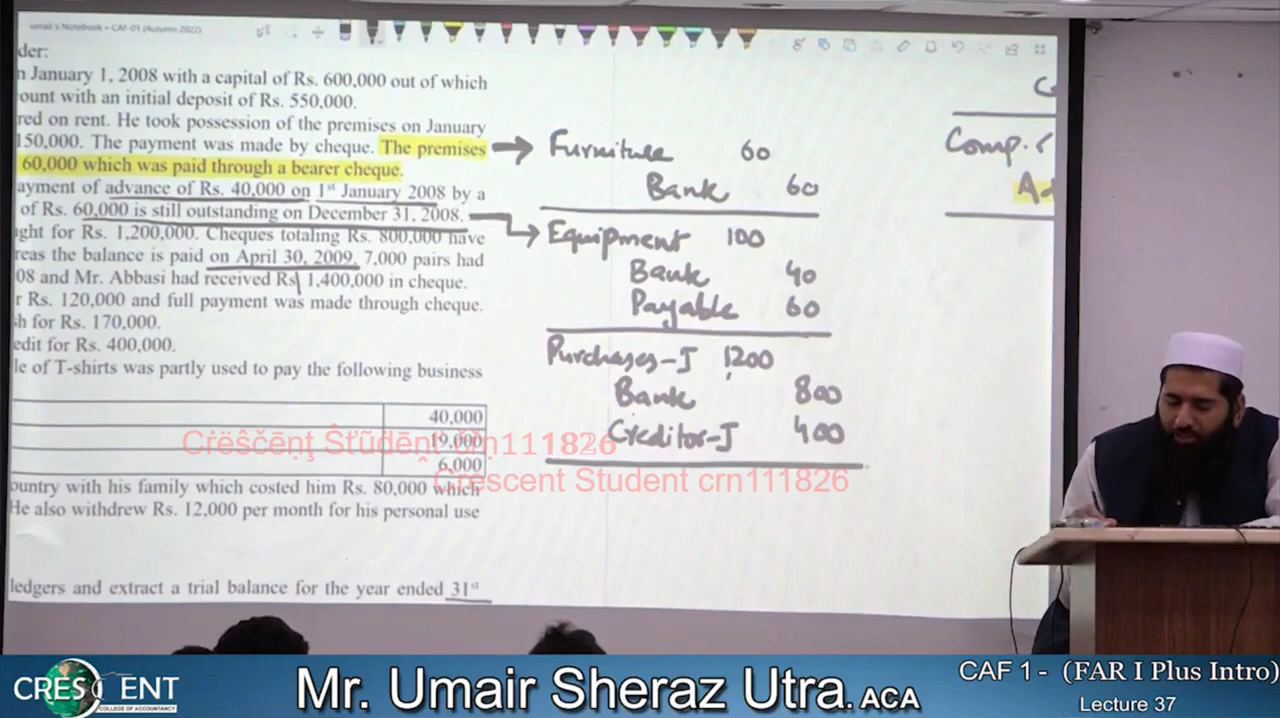 umair's Notebook » CAF-01 (Autumn 2022)
der:
n January 1, 2008 with a capital of Rs. 600,000 out of which
ount with an initial deposit of Rs. 550,000.
red on rent. He took possession of the premises on January
150,000. The payment was made by cheque. The premises
60,000 which was paid through a bearer cheque.
ayment of advance of Rs. 40,000 on 1st January 2008 by a
of Rs. 60,000 is still outstanding on December 31, 2008.
ght for Rs. 1,200,000. Cheques totaling Rs. 800,000 have
reas the balance is paid on April 30, 2009. 7,000 pairs had
08 and Mr. Abbasi had received Rs 1,400,000 in cheque.
r Rs. 120,000 and full payment was made through cheque.
sh for Rs. 170,000.
edit for Rs. 400,000.
le of T-shirts was partly used to pay the following business
40,000
19,000
6,000
ountry with his family which costed him Rs. 80,000 which
He also withdrew Rs. 12,000 per month for his personal use
ledgers and extract a trial balance for the year ended 31st
Furniture 60
Bank 60
Equipment 100
Bank 40
Payable 60
Purchases-J 1200
Bank 800
Creditor-J 400
Comp.
Ad
Crescent Student crn111826
CRESCENT
COLLEGE OF ACCOUNTANCY
Mr. Umair Sheraz Utra. ACA
CAF 1 - (FAR I Plus Intro)
Lecture 37